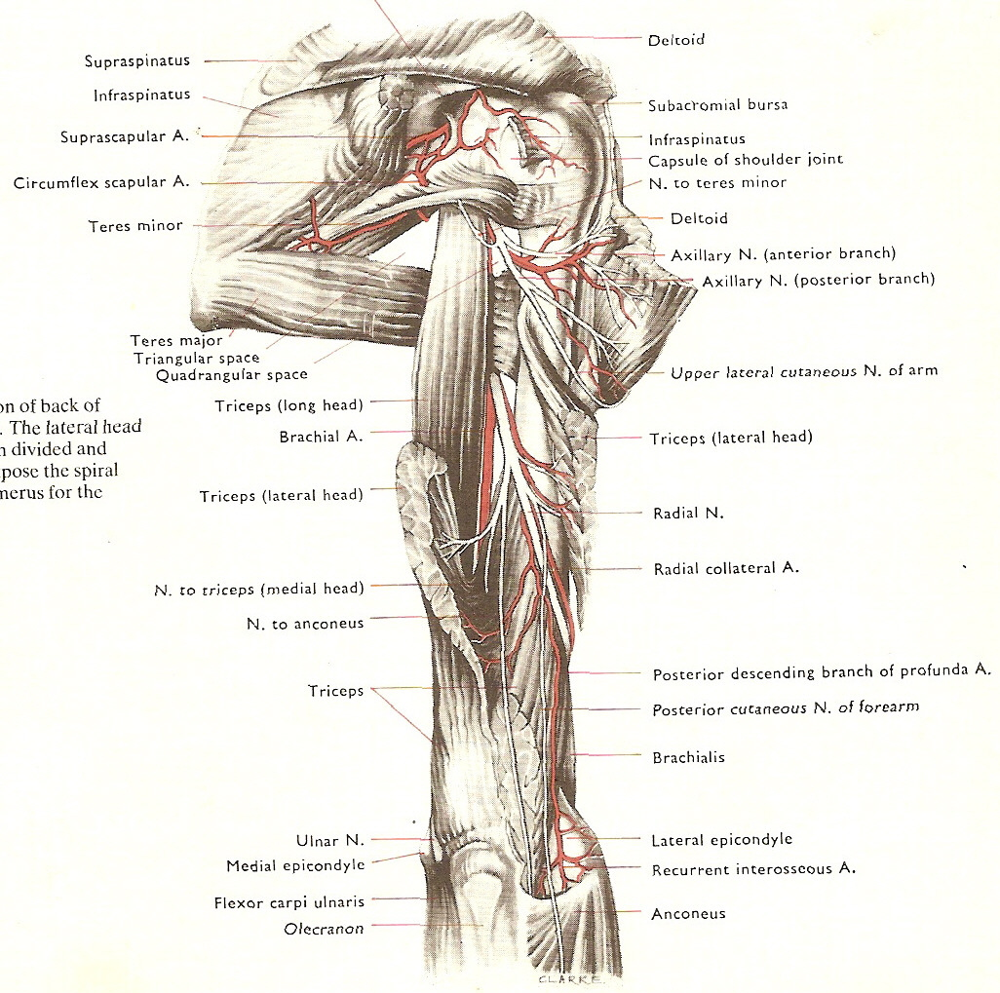 Supraspinatus
Infraspinatus
Suprascapular A.
Circumflex scapular A.
Teres minor
Teres major
Triangular space
Quadrangular space
on of back of
. The lateral head
divided and
pose the spiral
merus for the
Triceps (long head)
Brachial A.
Triceps (lateral head)
N. to triceps (medial head)
N. to anconeus
Triceps
Ulnar N.
Medial epicondyle
Flexor carpi ulnaris
Olecranon
Deltoid
Subacromial bursa
Infraspinatus
Capsule of shoulder joint
N. to teres minor
Deltoid
Axillary N. (anterior branch)
Axillary N. (posterior branch)
Upper lateral cutaneous N. of arm
Triceps (lateral head)
Radial N.
Radial collateral A.
Posterior descending branch of profunda A.
Posterior cutaneous N. of forearm
Brachialis
Lateral epicondyle
Recurrent interosseous A.
Anconeus
CLARKE.